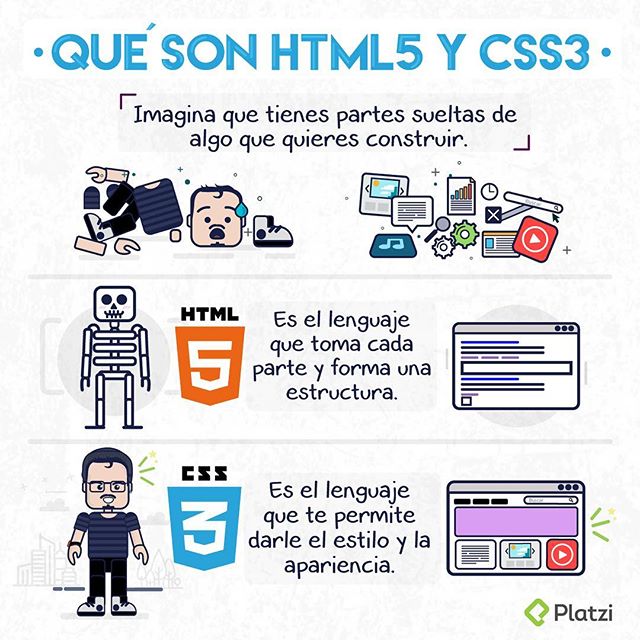 · QUÉ SON HTML5 Y CSS3 ·
Imagina que tienes partes sueltas de
algo que quieres construir.
HTML
5
Es el lenguaje
que toma cada
parte y forma una
estructura.
CSS
3
Es el lenguaje
que te permite
darle el estilo y la
apariencia.
Buscar
Platzi